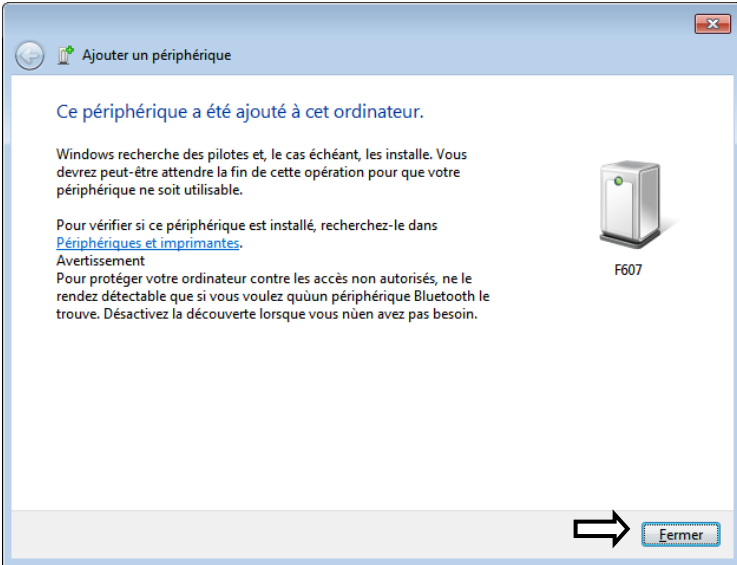 Ajouter un périphérique
Ce périphérique a été ajouté à cet ordinateur.
Windows recherche des pilotes et, le cas échéant, les installe. Vous
devrez peut-être attendre la fin de cette opération pour que votre
périphérique ne soit utilisable.
Pour vérifier si ce périphérique est installé, recherchez-le dans
Périphériques et imprimantes.
Avertissement
Pour protéger votre ordinateur contre les accès non autorisés, ne le
rendez détectable que si vous voulez quùun périphérique Bluetooth le
trouve. Désactivez la découverte lorsque vous nùen avez pas besoin.
F607
Fermer